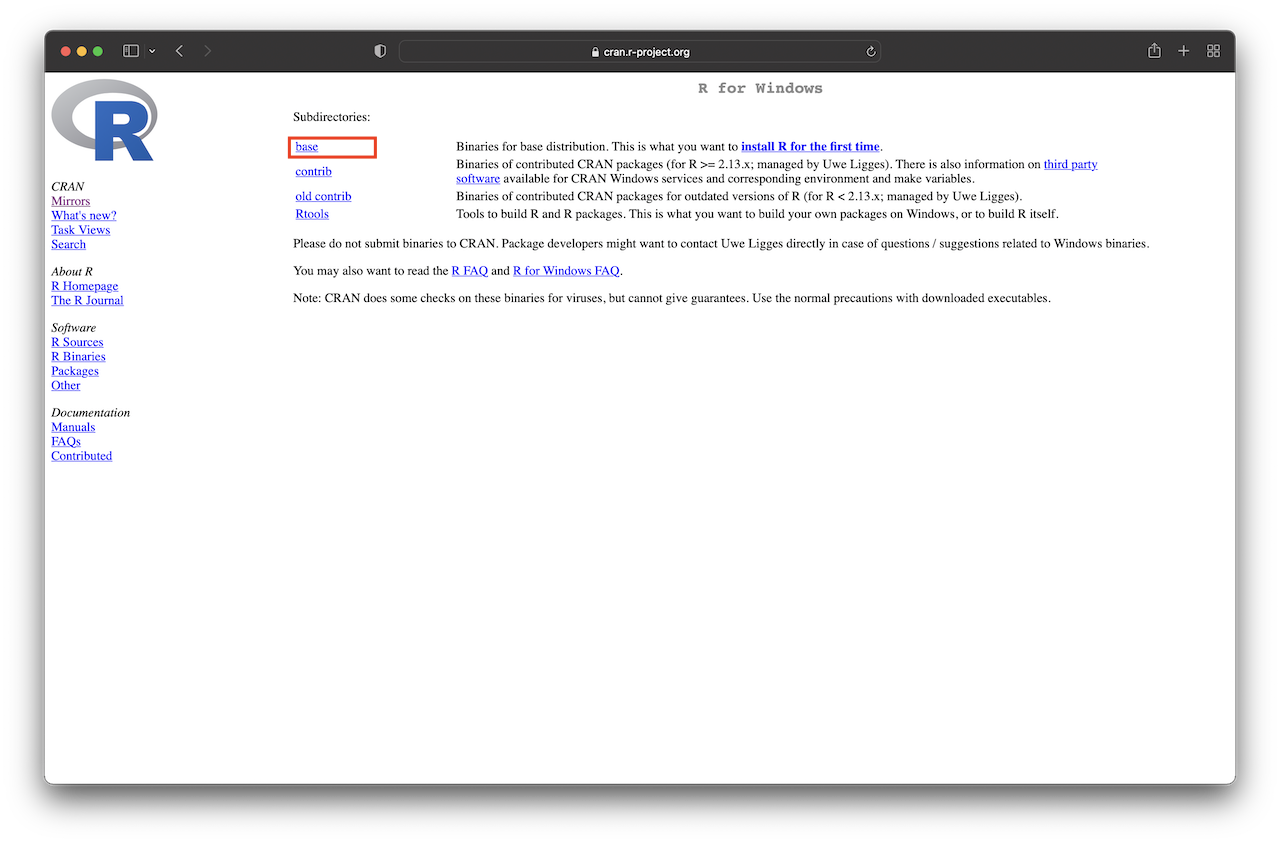 cran.r-project.org
R
CRAN
Mirrors
What's new?
Task Views
Search
About R
R Homepage
The R Journal
Software
R Sources
R Binaries
Packages
Other
Documentation
Manuals
FAQs
Contributed
R for Windows
Subdirectories:
base Binaries for base distribution. This is what you want to install R for the first time.
contrib Binaries of contributed CRAN packages (for R >= 2.13.x; managed by Uwe Ligges). There is also information on third party
software available for CRAN Windows services and corresponding environment and make variables.
old contrib Binaries of contributed CRAN packages for outdated versions of R (for R < 2.13.x; managed by Uwe Ligges).
Rtools Tools to build R and R packages. This is what you want to build your own packages on Windows, or to build R itself.
Please do not submit binaries to CRAN. Package developers might want to contact Uwe Ligges directly in case of questions / suggestions related to Windows binaries.
You may also want to read the R FAQ and R for Windows FAQ.
Note: CRAN does some checks on these binaries for viruses, but cannot give guarantees. Use the normal precautions with downloaded executables.